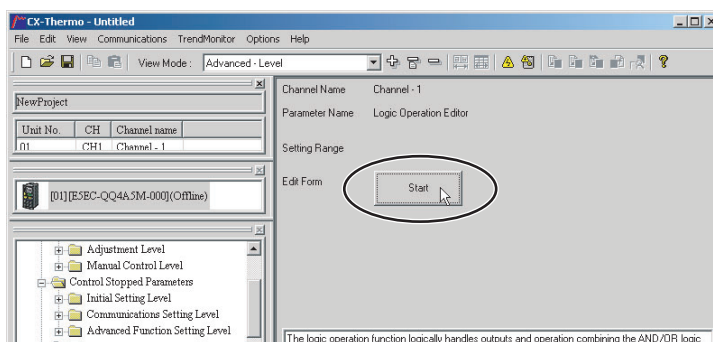 CX-Thermo - Untitled
File Edit View Communications TrendMonitor Options Help
View Mode : Advanced - Level
NewProject
Unit No. CH Channel name
01 CH1 Channel - 1
[01][E5EC-QQ4A5M-000](Offline)
Adjustment Level
Manual Control Level
Control Stopped Parameters
Initial Setting Level
Communications Setting Level
Advanced Function Setting Level
Channel Name Channel - 1
Parameter Name Logic Operation Editor
Setting Range
Edit Form Start
The logic operation function logically handles outputs and operation combining the AND/OR logic